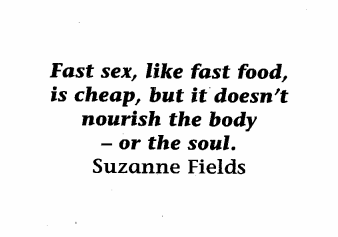 Fast sex, like fast food,
is cheap, but it doesn't
nourish the body
– or the soul.
Suzanne Fields